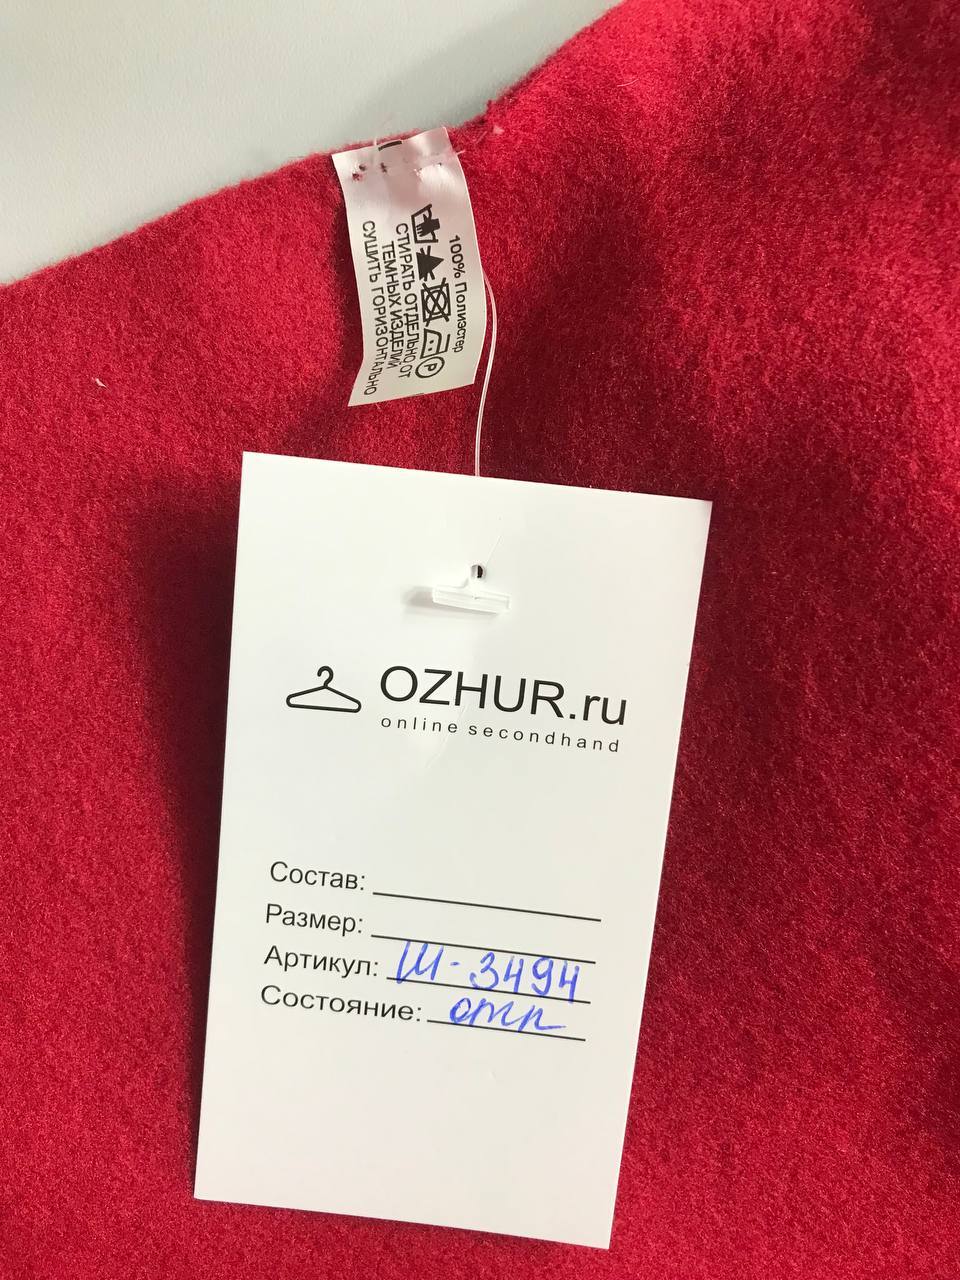 100% Полиэстер
P
СТИРАТЬ ОТДЕЛЬНО ОТ
ТЕМНЫХ ИЗДЕЛИЙ
СУШИТЬ ГОРИЗОНТАЛЬНО
OZHUR.ru
online secondhand
Состав:
Размер:
Артикул: Ш-3494
Состояние: отл